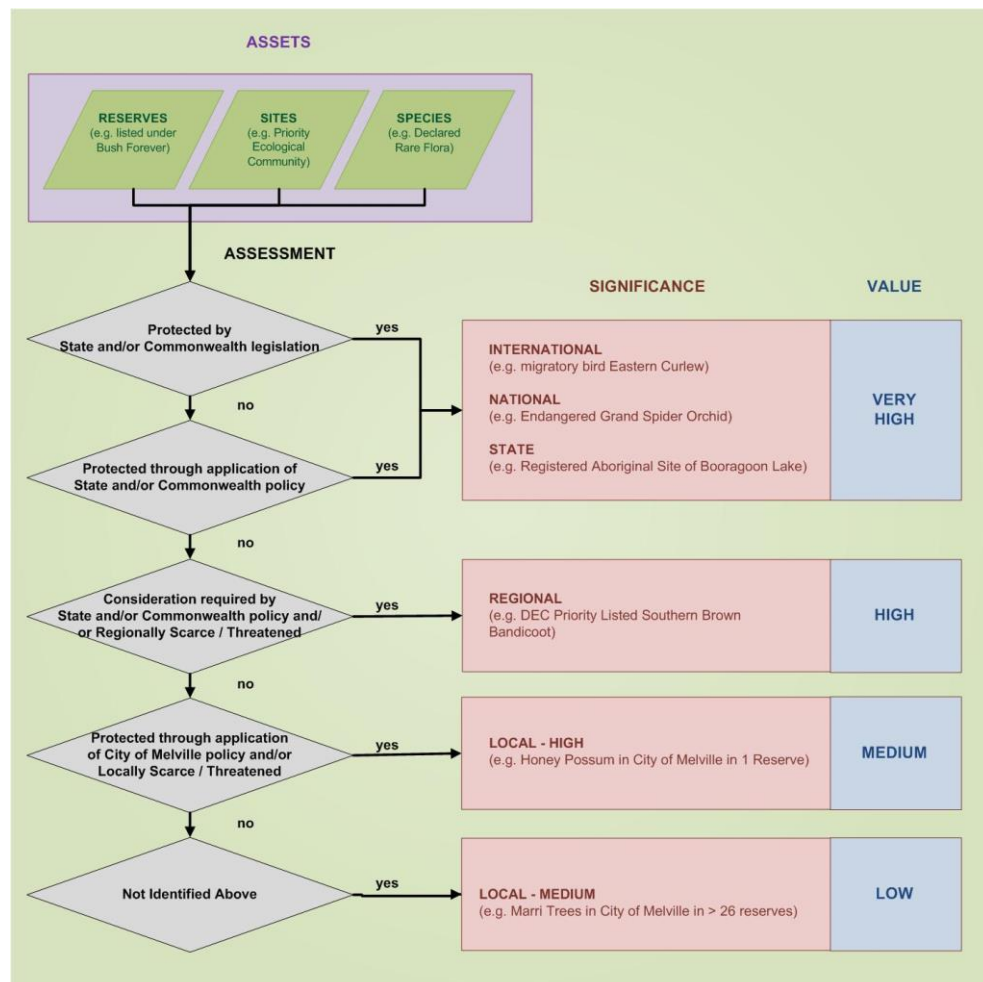 ASSETS
RESERVES
(e.g. listed under
Bush Forever)
SITES
(e.g. Priority
Ecological
Community)
SPECIES
(e.g. Declared
Rare Flora)
ASSESSMENT
SIGNIFICANCE
VALUE
Protected by
State and/or Commonwealth legislation
yes
no
Protected through application of
State and/or Commonwealth policy
yes
INTERNATIONAL
(e.g. migratory bird Eastern Curlew)
NATIONAL
(e.g. Endangered Grand Spider Orchid)
STATE
(e.g. Registered Aboriginal Site of Booragoon Lake)
VERY
HIGH
no
Consideration required by
State and/or Commonwealth policy and/
or Regionally Scarce / Threatened
yes
REGIONAL
(e.g. DEC Priority Listed Southern Brown
Bandicoot)
HIGH
no
Protected through application
of City of Melville policy and/or
Locally Scarce / Threatened
yes
LOCAL - HIGH
(e.g. Honey Possum in City of Melville in 1 Reserve)
MEDIUM
no
Not Identified Above
yes
LOCAL - MEDIUM
(e.g. Marri Trees in City of Melville in > 26 reserves)
LOW